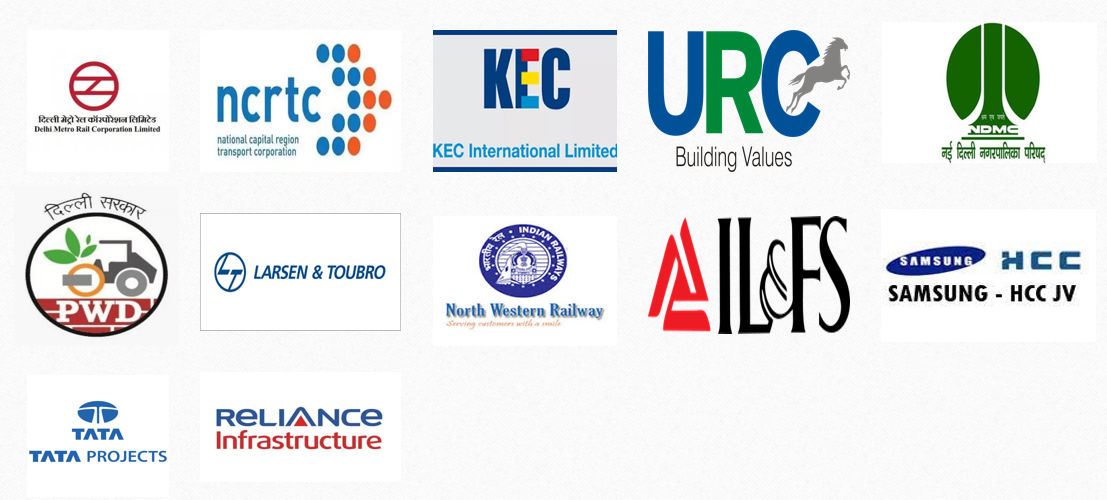 दिल्ली मेट्रो रेल कॉरपोरेशन लिमिटेड
Delhi Metro Rail Corporation Limited
ncrtc
national capital region
transport corporation
KEC
KEC International Limited
URC
Building Values
NDMC
नई दिल्ली नगरपालिका परिषद्
दिल्ली सरकार
PWD
LARSEN & TOUBRO
भारतीय रेल INDIAN RAILWAYS
North Western Railway
Serving customers with a smile
IL&FS
SAMSUNG HCC
SAMSUNG - HCC JV
TATA
TATA PROJECTS
RELIANCE
Infrastructure